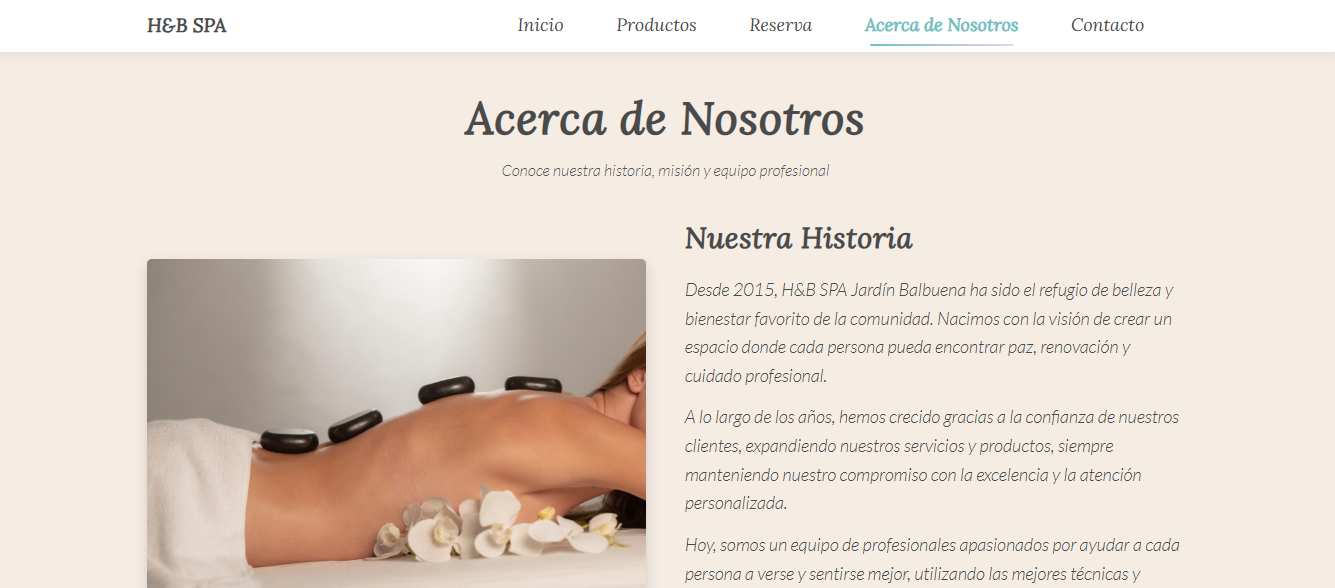 H&B SPA
Inicio
Productos
Reserva
Acerca de Nosotros
Contacto
Acerca de Nosotros
Conoce nuestra historia, misión y equipo profesional
Nuestra Historia
Desde 2015, H&B SPA Jardín Balbuena ha sido el refugio de belleza y
bienestar favorito de la comunidad. Nacimos con la visión de crear un
espacio donde cada persona pueda encontrar paz, renovación y
cuidado profesional.
A lo largo de los años, hemos crecido gracias a la confianza de nuestros
clientes, expandiendo nuestros servicios y productos, siempre
manteniendo nuestro compromiso con la excelencia y la atención
personalizada.
Hoy, somos un equipo de profesionales apasionados por ayudar a cada
persona a verse y sentirse mejor, utilizando las mejores técnicas y